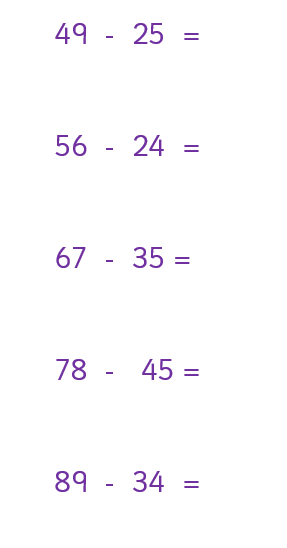 49 - 25 =
56 - 24 =
67 - 35 =
78 - 45 =
89 - 34 =